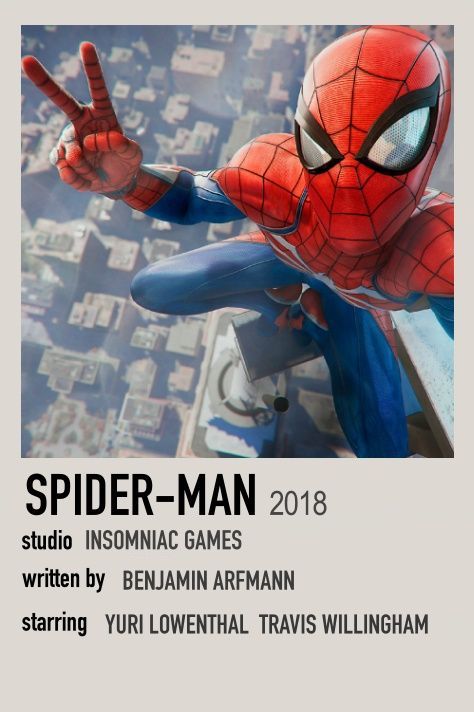 SPIDER-MAN 2018
studio INSOMNIAC GAMES
written by BENJAMIN ARFMANN
starring YURI LOWENTHAL TRAVIS WILLINGHAM